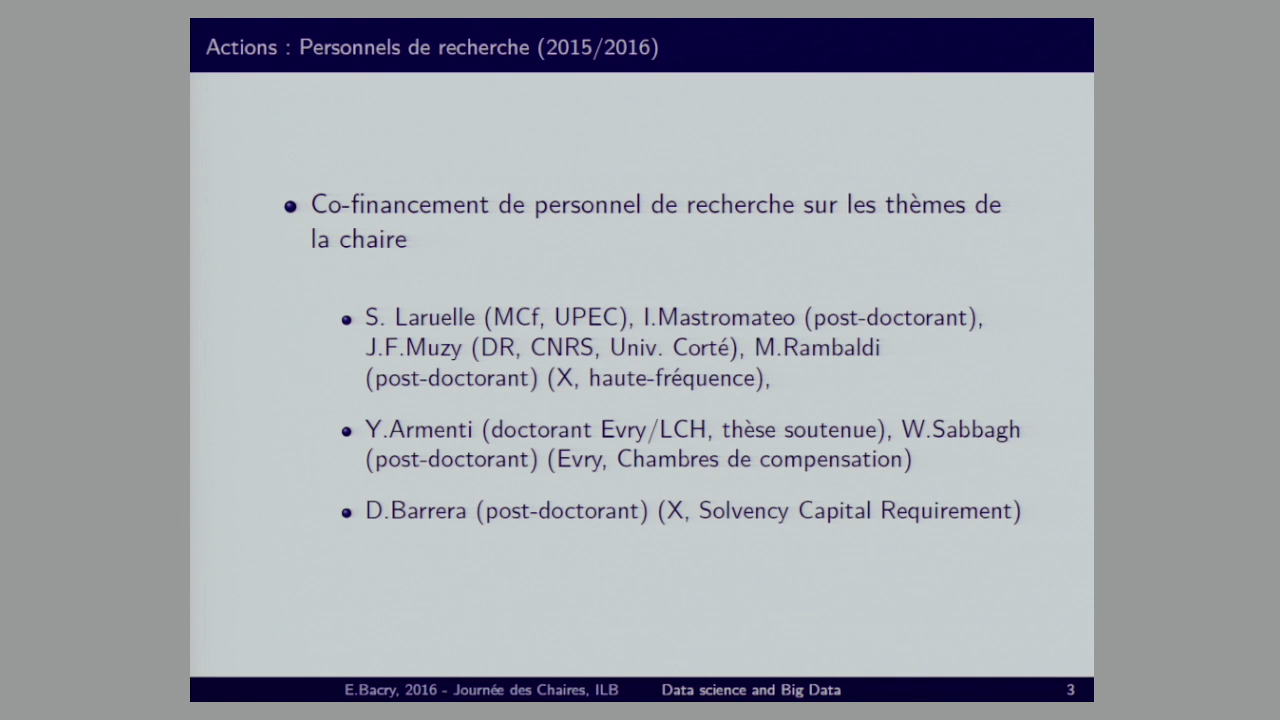 Actions : Personnels de recherche (2015/2016)
Co-financement de personnel de recherche sur les thèmes de
la chaire
S. Laruelle (MCf, UPEC), I.Mastromateo (post-doctorant),
J.F.Muzy (DR, CNRS, Univ. Corté), M.Rambaldi
(post-doctorant) (X, haute-fréquence),
Y.Armenti (doctorant Evry/LCH, thèse soutenue), W.Sabbagh
(post-doctorant) (Evry, Chambres de compensation)
D.Barrera (post-doctorant) (X, Solvency Capital Requirement)
E.Bacry, 2016 - Journée des Chaires, ILB Data science and Big Data 3